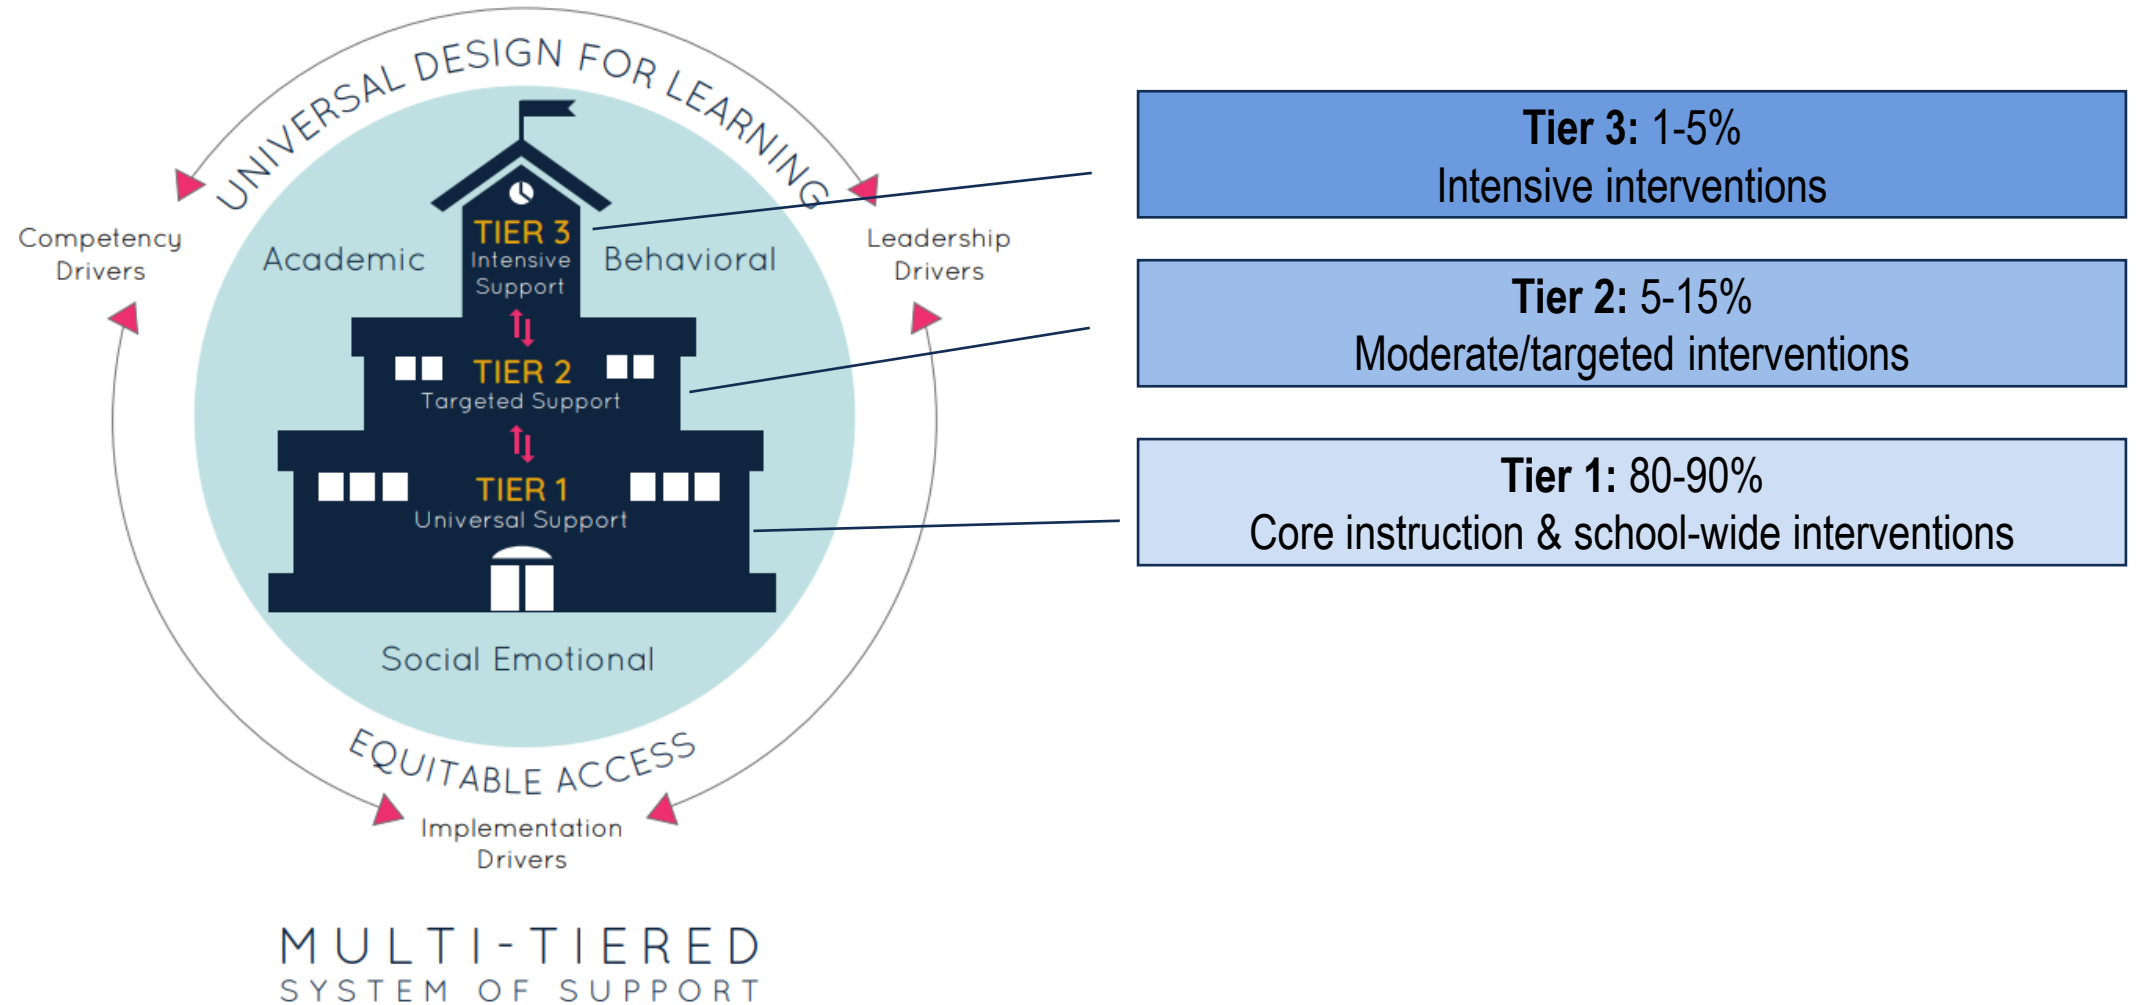 UNIVERSAL DESIGN FOR LEARNING
Competency
Drivers
Leadership
Drivers
Academic
Behavioral
TIER 3
Intensive
Support
TIER 2
Targeted Support
TIER 1
Universal Support
Social Emotional
EQUITABLE ACCESS
Implementation
Drivers
MULTI-TIERED
SYSTEM OF SUPPORT
Tier 3: 1-5%
Intensive interventions
Tier 2: 5-15%
Moderate/targeted interventions
Tier 1: 80-90%
Core instruction & school-wide interventions